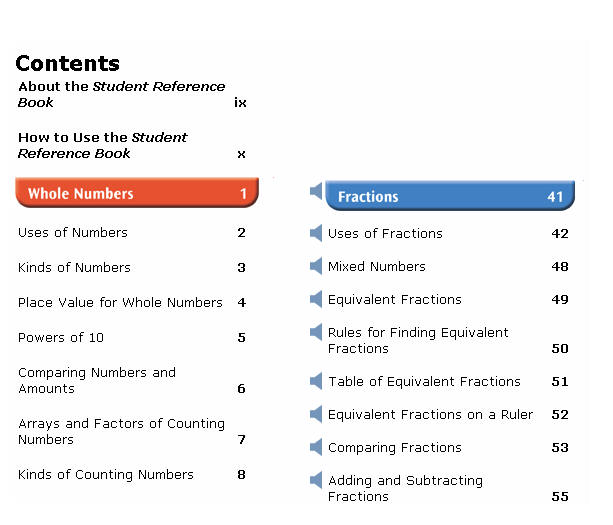 Contents
About the Student Reference
Book ix
How to Use the Student
Reference Book x
Whole Numbers 1
Uses of Numbers 2
Kinds of Numbers 3
Place Value for Whole Numbers 4
Powers of 10 5
Comparing Numbers and
Amounts 6
Arrays and Factors of Counting
Numbers 7
Kinds of Counting Numbers 8
Fractions 41
Uses of Fractions 42
Mixed Numbers 48
Equivalent Fractions 49
Rules for Finding Equivalent
Fractions 50
Table of Equivalent Fractions 51
Equivalent Fractions on a Ruler 52
Comparing Fractions 53
Adding and Subtracting
Fractions 55